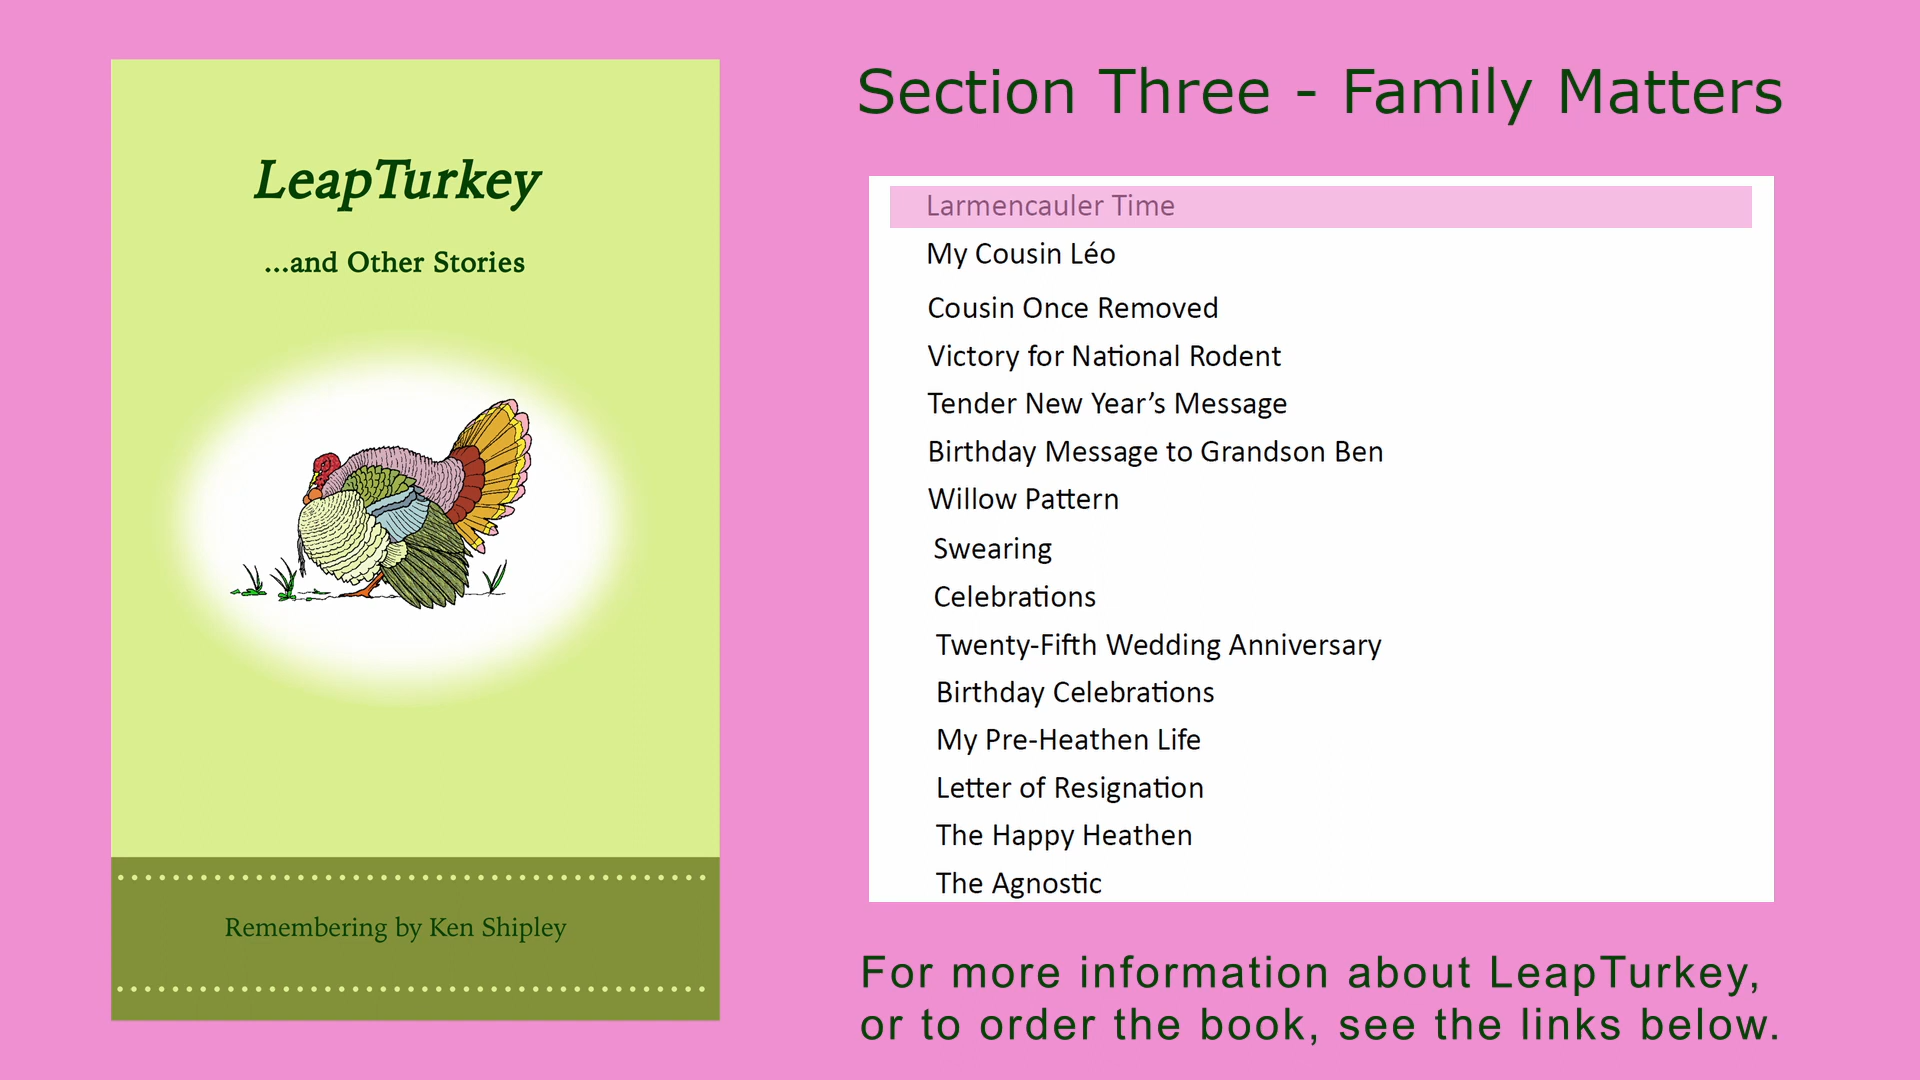 LeapTurkey
...and Other Stories
Remembering by Ken Shipley
Section Three - Family Matters
Larmencauler Time
My Cousin Léo
Cousin Once Removed
Victory for National Rodent
Tender New Year’s Message
Birthday Message to Grandson Ben
Willow Pattern
Swearing
Celebrations
Twenty-Fifth Wedding Anniversary
Birthday Celebrations
My Pre-Heathen Life
Letter of Resignation
The Happy Heathen
The Agnostic
For more information about LeapTurkey,
or to order the book, see the links below.